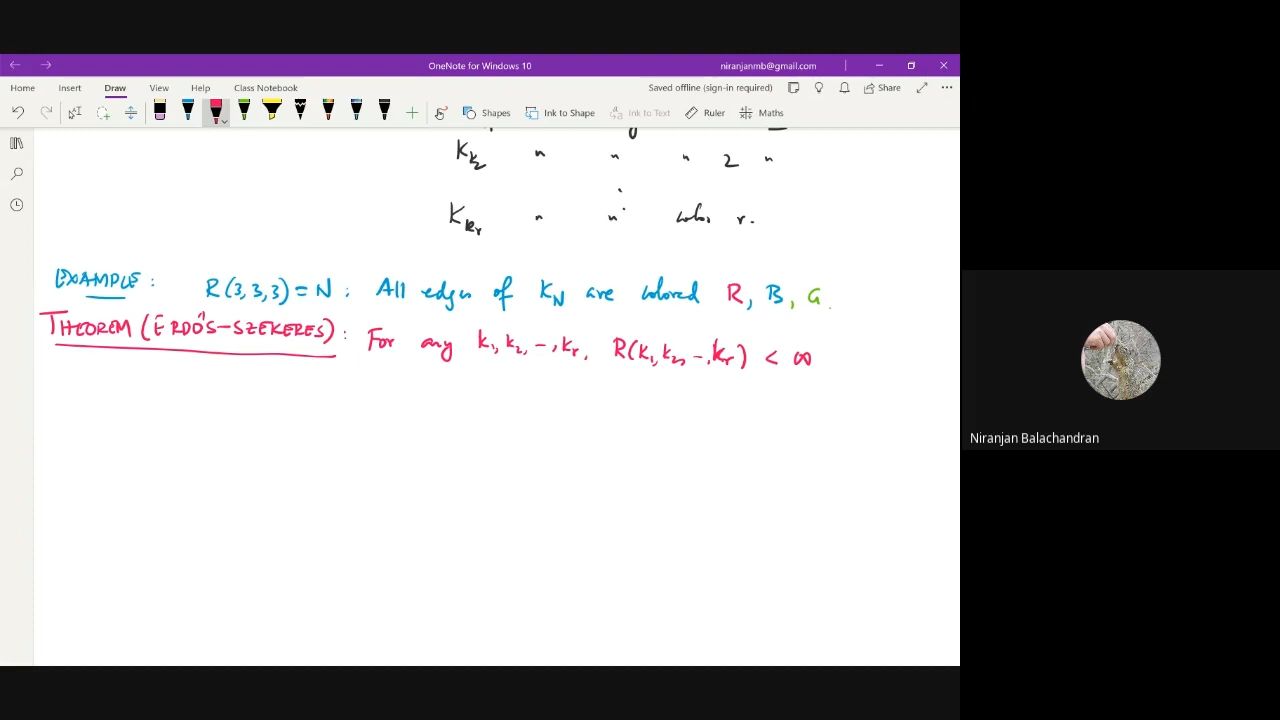 OneNote for Windows 10
niranjanmb@gmail.com
Home Insert Draw View Help Class Notebook
Saved offline (sign-in required)
Share
Shapes Ink to Shape Ink to Text Ruler Maths
K_{k_2} " " " 2 "
K_{k_r} " " color r.
EXAMPLE : R(3,3,3) = N : All edges of K_N are colored R, B, G.
THEOREM (ERDŐS-SZEKERES) : For any k_1, k_2, -, k_r, R(k_1, k_2, -, k_r) < ∞
Niranjan Balachandran